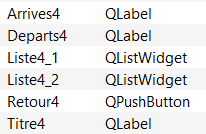 Arrives4 QLabel
Departs4 QLabel
Liste4_1 QListWidget
Liste4_2 QListWidget
Retour4 QPushButton
Titre4 QLabel